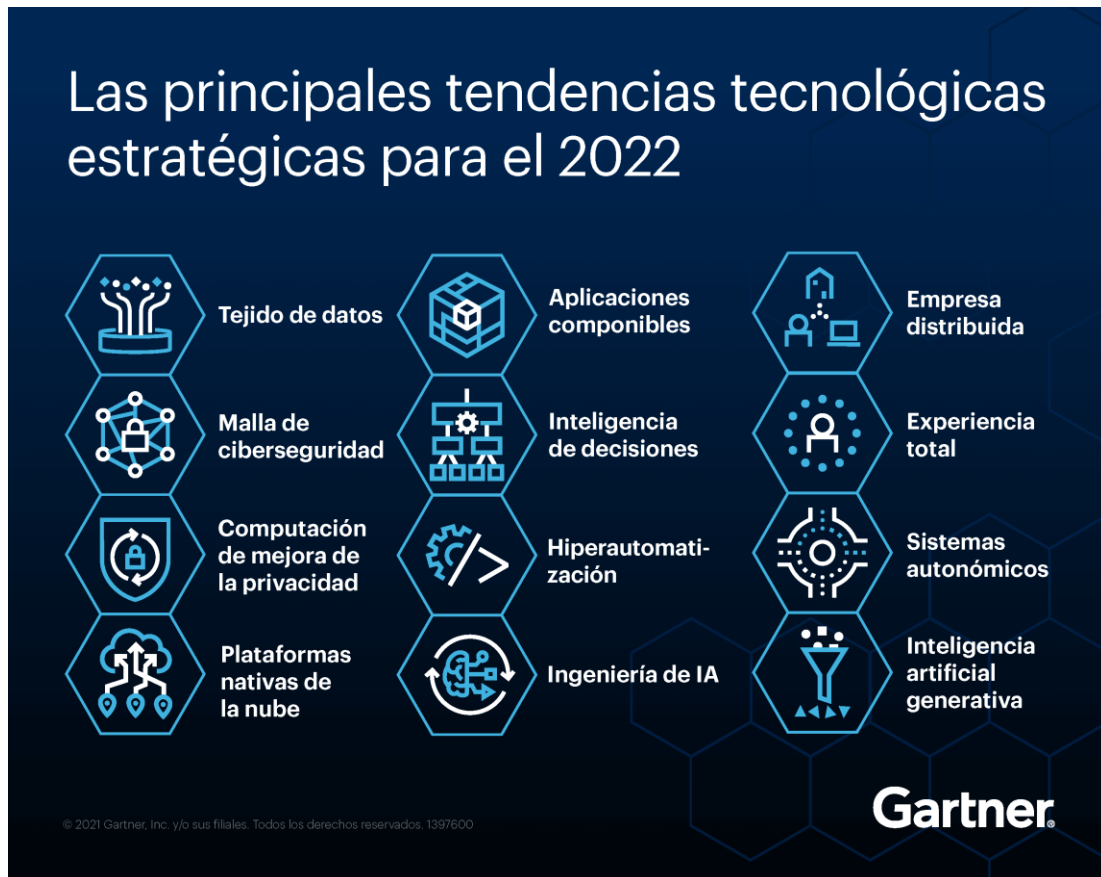 Las principales tendencias tecnológicas
estratégicas para el 2022
Tejido de datos
Malla de
ciberseguridad
Computación
de mejora de
la privacidad
Plataformas
nativas de
la nube
Aplicaciones
componibles
Inteligencia
de decisiones
Hiperautomati-
zación
Ingeniería de IA
Empresa
distribuida
Experiencia
total
Sistemas
autonómicos
Inteligencia
artificial
generativa
© 2021 Gartner, Inc. y/o sus filiales. Todos los derechos reservados. 1397600
Gartner®